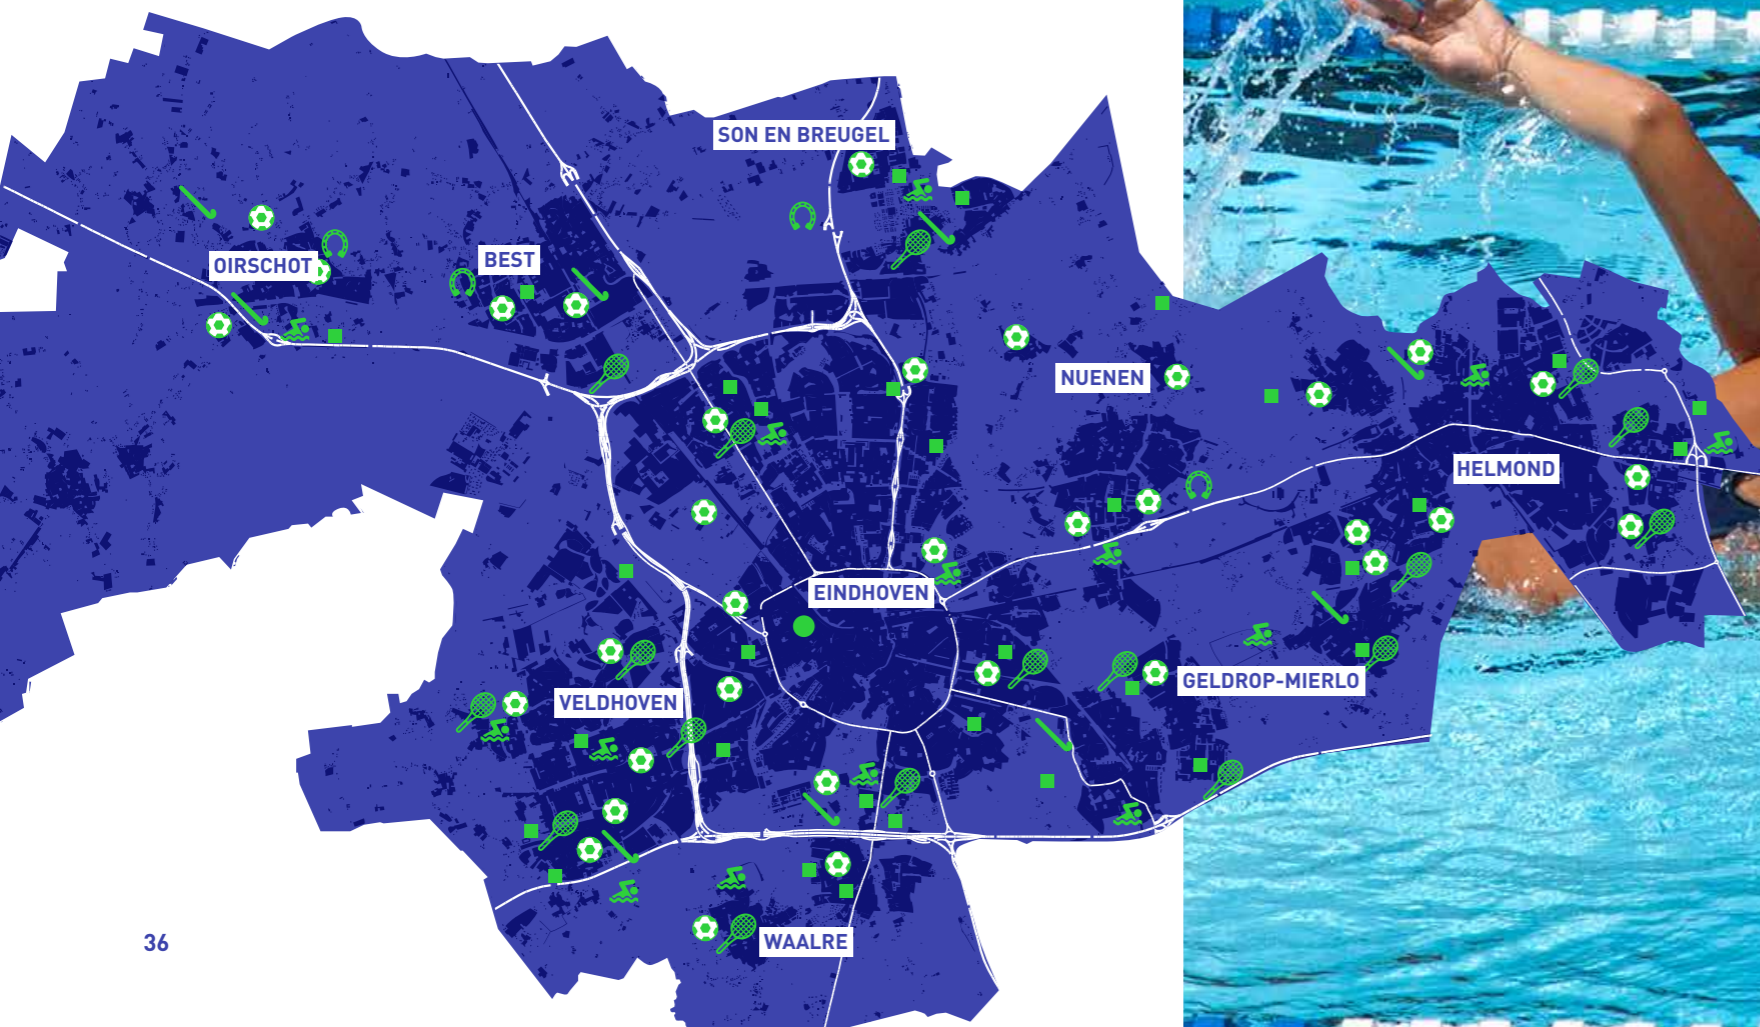 SON EN BREUGEL
OIRSCHOT
BEST
NUENEN
HELMOND
EINDHOVEN
GELDROP-MIERLO
VELDHOVEN
WAALRE
36